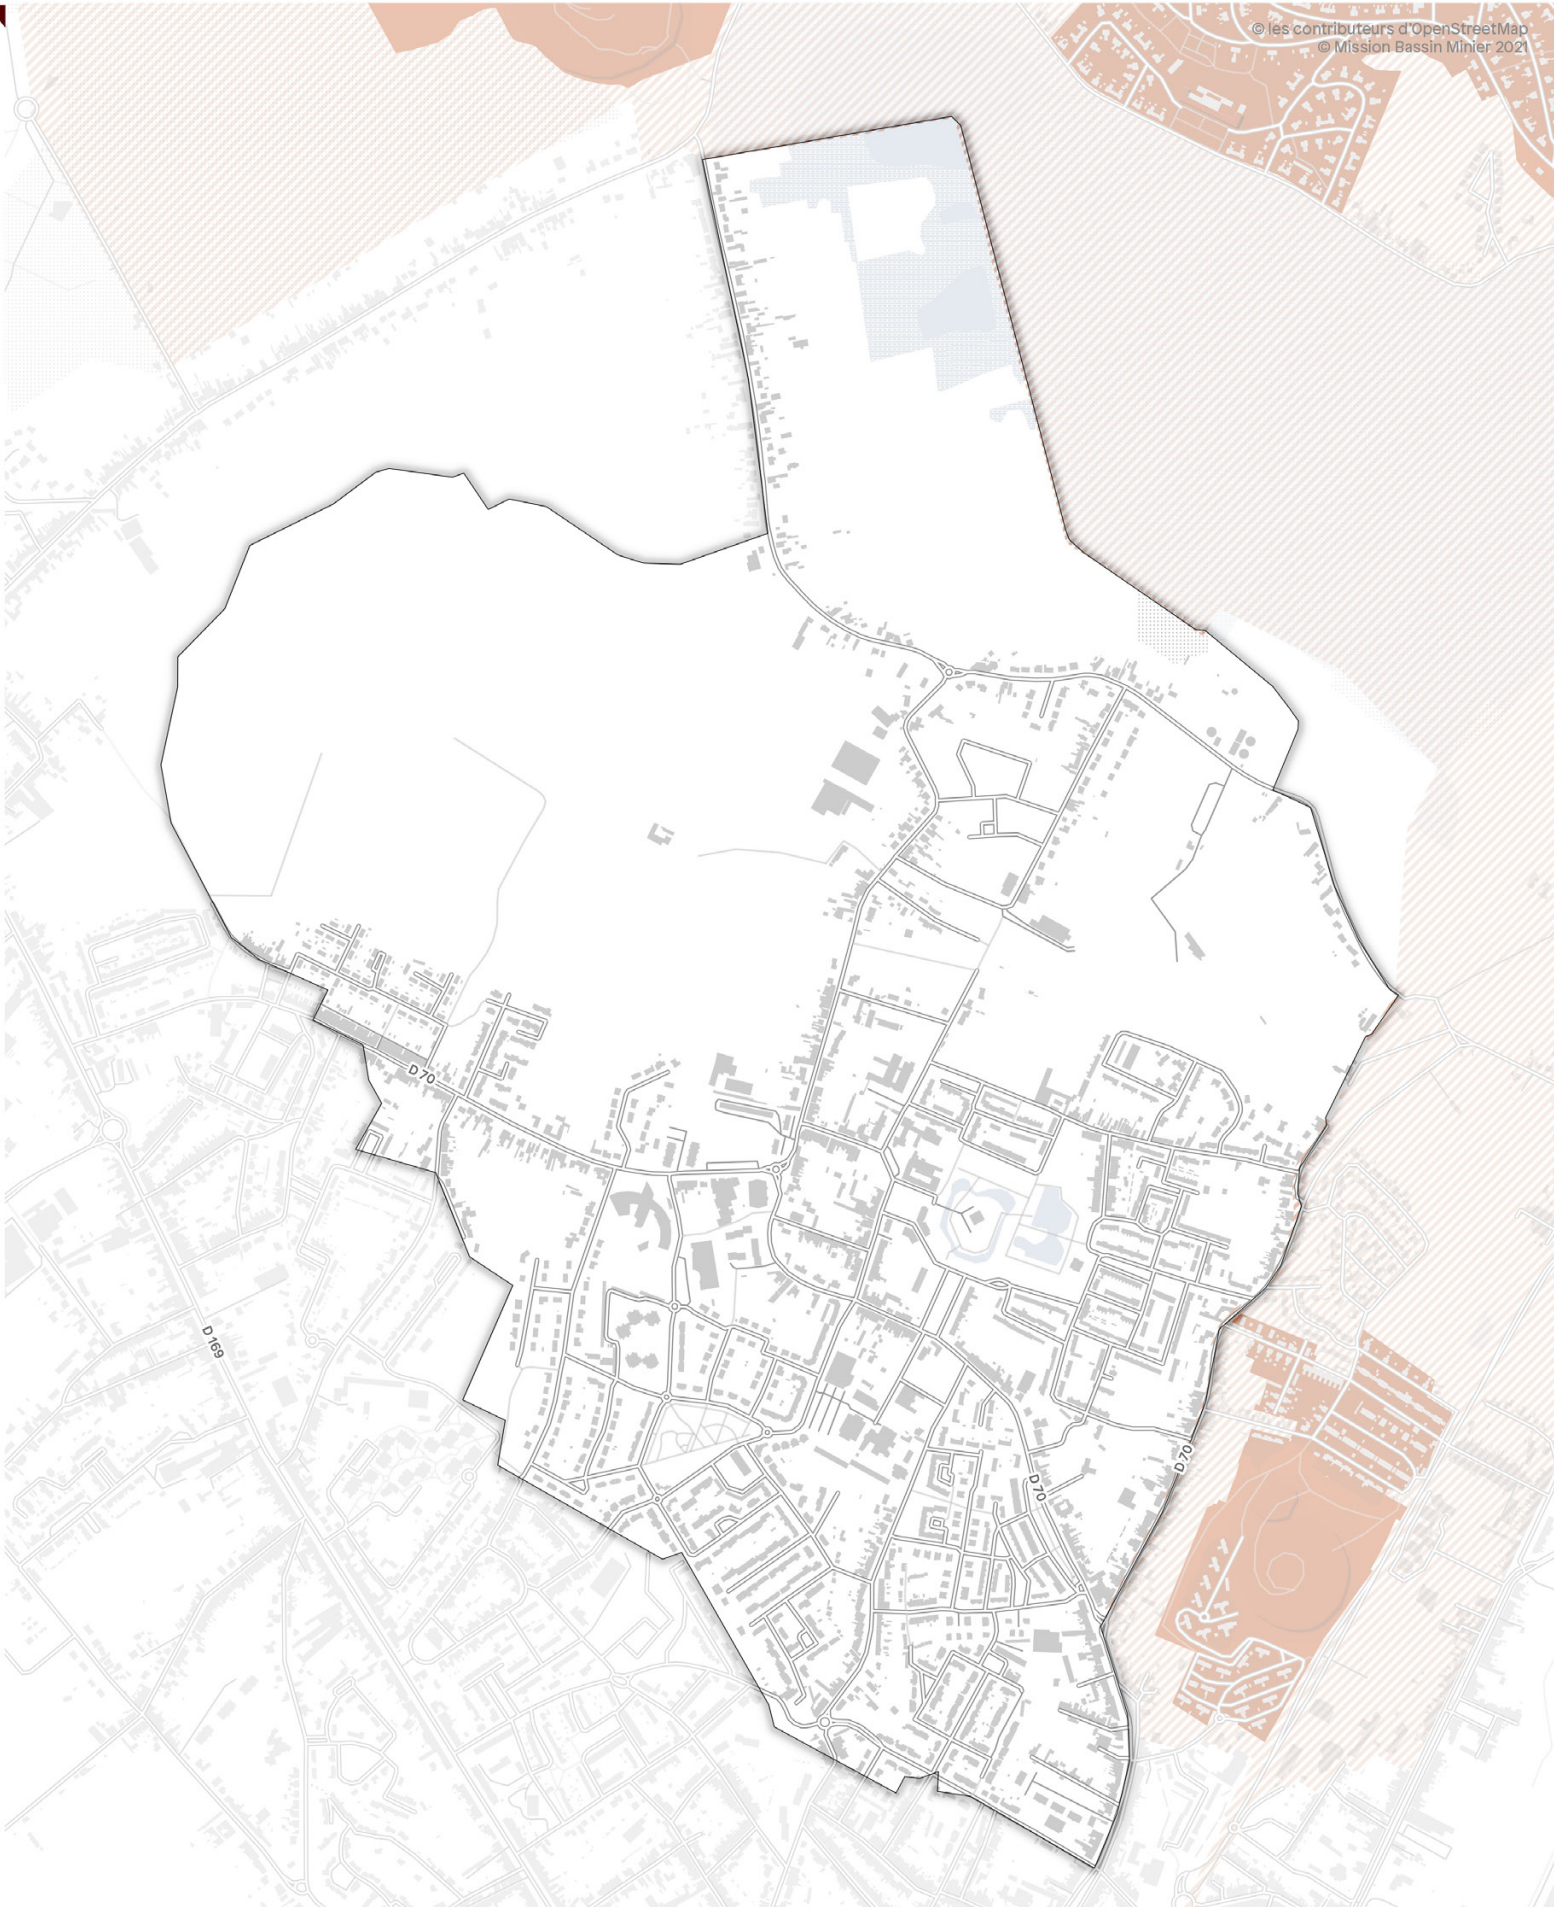 © les contributeurs d'OpenStreetMap
© Mission Bassin Minier 2021
D 70
D 169
D 70
D 70